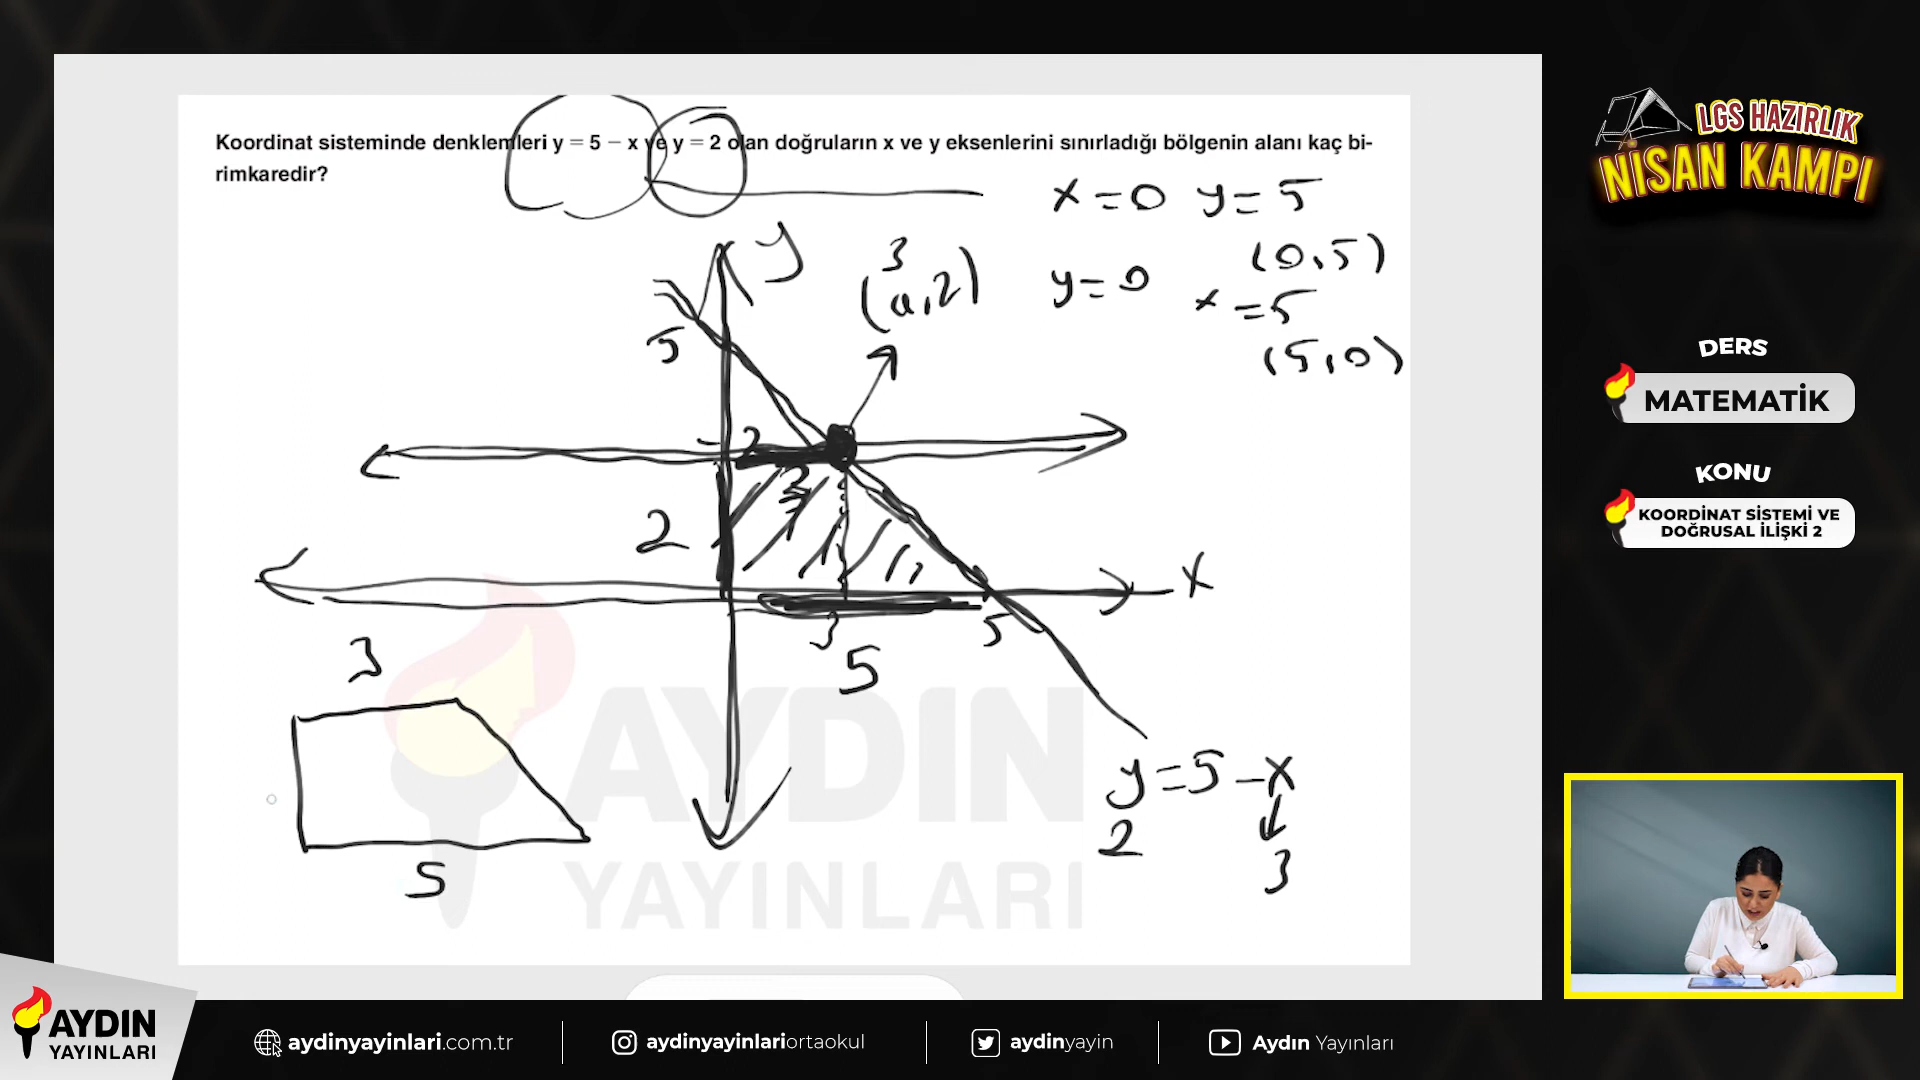 Koordinat sisteminde denklemleri y = 5 − x ve y = 2 olan doğruların x ve y eksenlerini sınırladığı bölgenin alanı kaç bi-
rimkaredir?
x = 0 y = 5
(0,5)
y = 0 x = 5
(5,0)
y
3
(a,2)
5
2
3
2
x
3
5
5
3
5
y = 5 − x
2
3
AYDIN
YAYINLARI
LGS HAZIRLIK
NİSAN KAMPI
DERS
MATEMATİK
KONU
KOORDİNAT SİSTEMİ VE
DOĞRUSAL İLİŞKİ 2
AYDIN
YAYINLARI
aydinyayinlari.com.tr
aydinyayinlariortaokul
aydinyayin
Aydın Yayınları